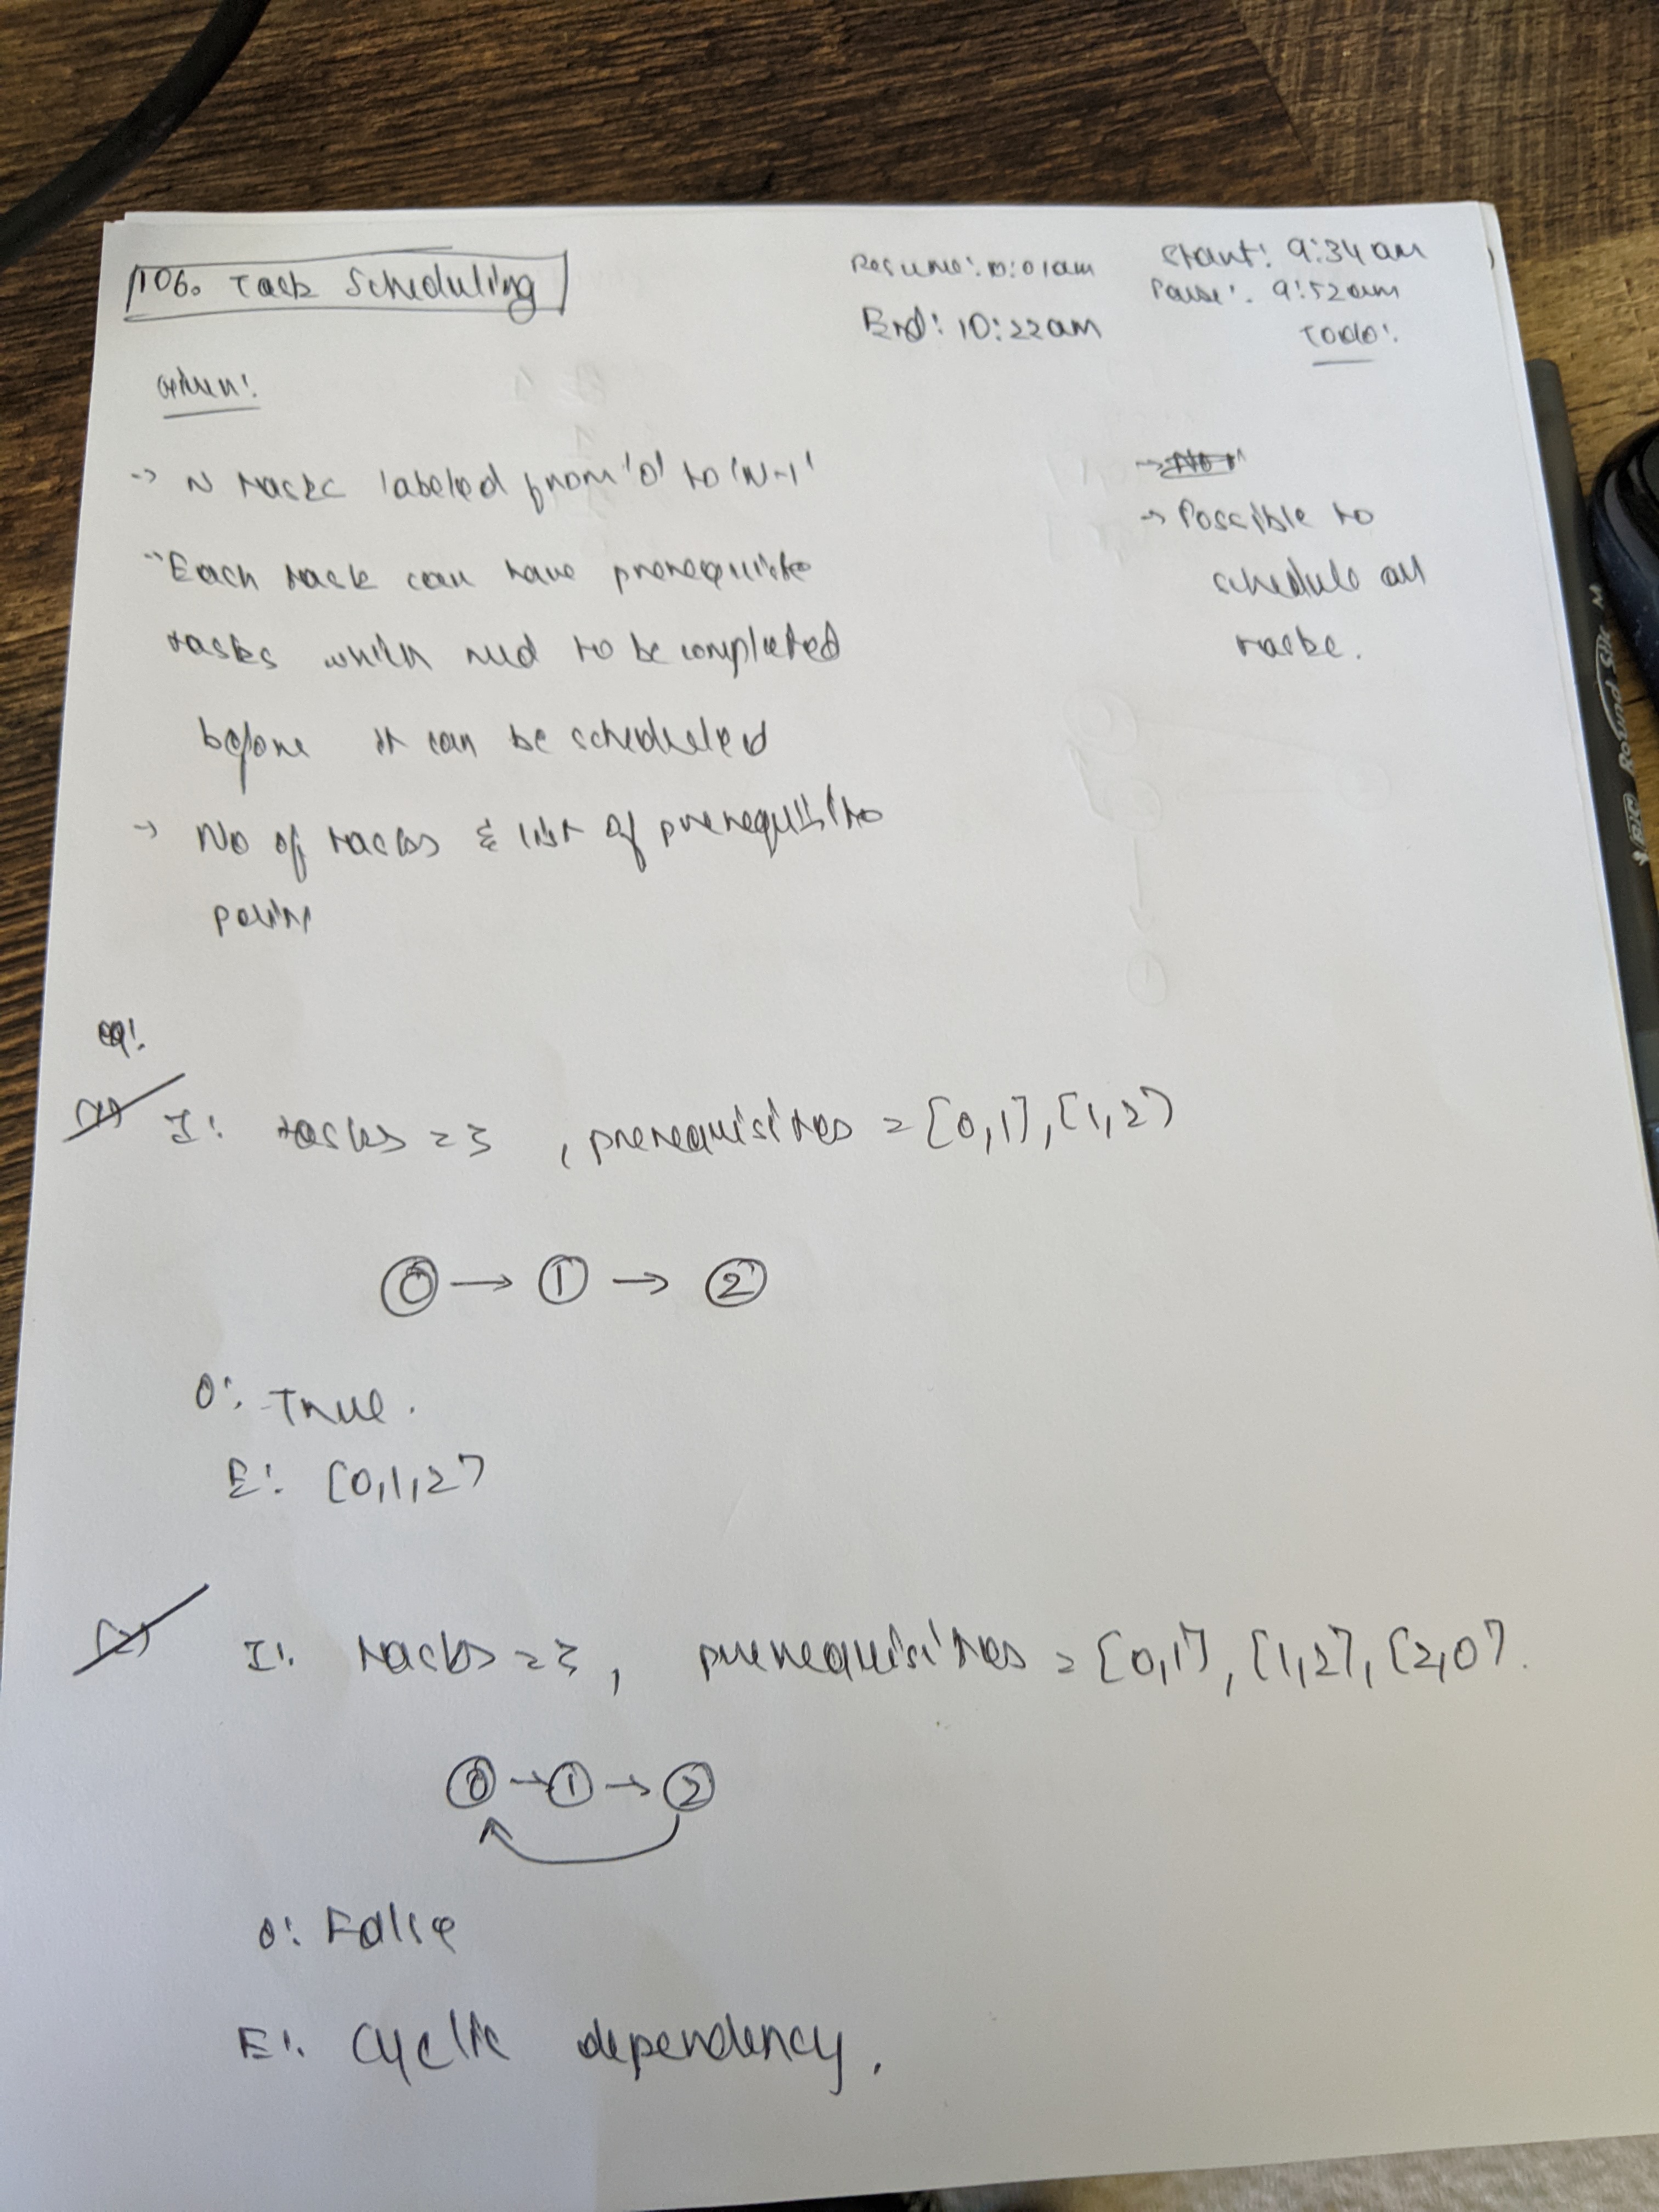 106. Task Scheduling
Resume: 10:01am
Start: 9:34 am
Pause: 9:52am
End: 10:22am
Todo:
Given:
-> N tasks labeled from '0' to 'N-1'
Each task can have prerequisite
tasks which need to be completed
before it can be scheduled
-> No of tasks & list of prerequisite
pairs
-> Possible to
schedule all
tasks.
eg:
(1) I: tasks = 3, prerequisites = [0,1], [1,2]
0 → 1 → 2
O: True.
E: [0,1,2]
(2) I: tasks = 3, prerequisites = [0,1], [1,2], [2,0].
0 → 1 → 2
O: False
E: Cyclic dependency.
BIC Round Stic M